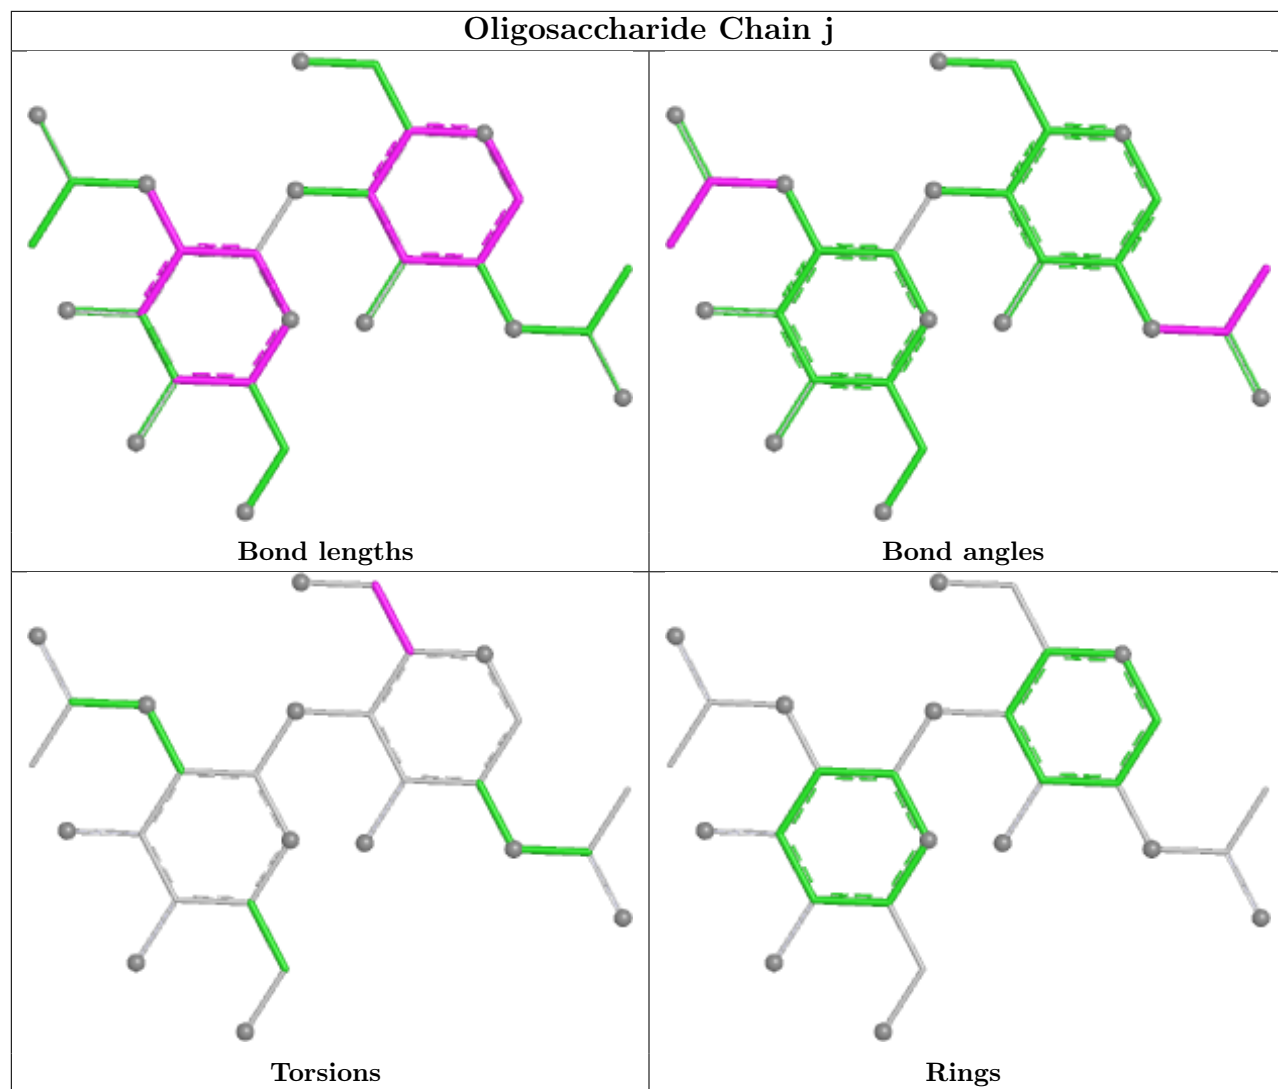 Oligosaccharide Chain j
Bond lengths
Bond angles
Torsions
Rings